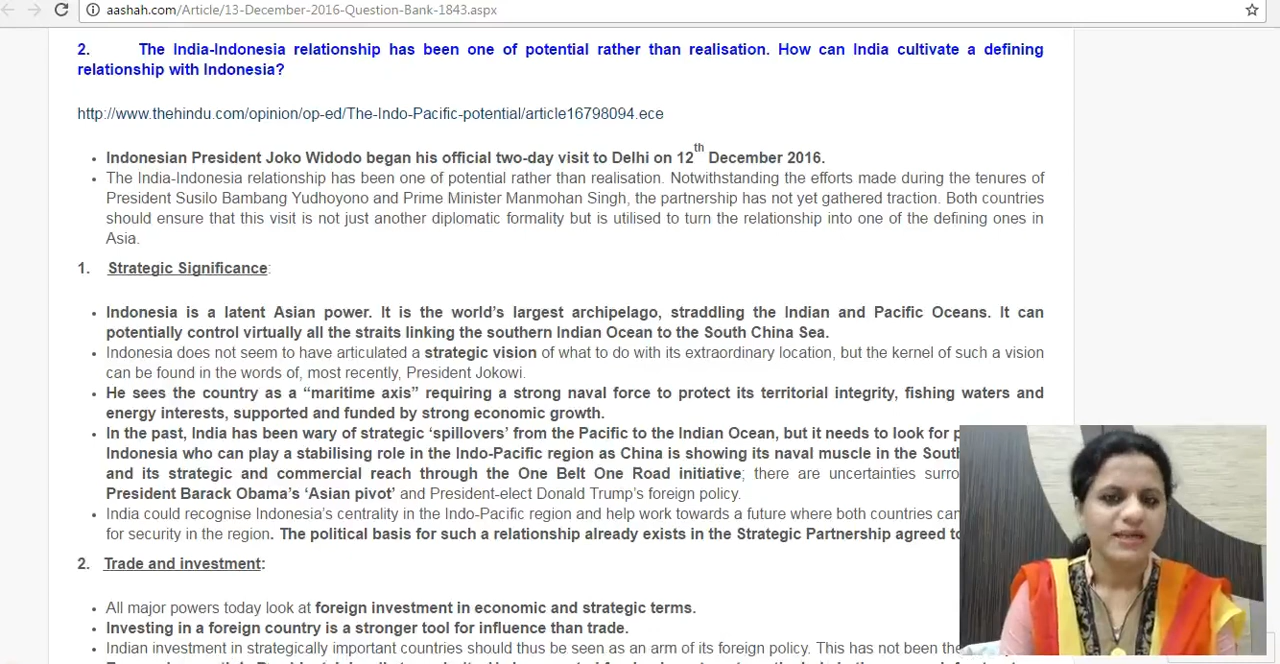 aashah.com/Article/13-December-2016-Question-Bank-1843.aspx
2. The India-Indonesia relationship has been one of potential rather than realisation. How can India cultivate a defining
relationship with Indonesia?
http://www.thehindu.com/opinion/op-ed/The-Indo-Pacific-potential/article16798094.ece
• Indonesian President Joko Widodo began his official two-day visit to Delhi on 12th December 2016.
• The India-Indonesia relationship has been one of potential rather than realisation. Notwithstanding the efforts made during the tenures of
President Susilo Bambang Yudhoyono and Prime Minister Manmohan Singh, the partnership has not yet gathered traction. Both countries
should ensure that this visit is not just another diplomatic formality but is utilised to turn the relationship into one of the defining ones in
Asia.
1. Strategic Significance:
• Indonesia is a latent Asian power. It is the world's largest archipelago, straddling the Indian and Pacific Oceans. It can
potentially control virtually all the straits linking the southern Indian Ocean to the South China Sea.
• Indonesia does not seem to have articulated a strategic vision of what to do with its extraordinary location, but the kernel of such a vision
can be found in the words of, most recently, President Jokowi.
• He sees the country as a “maritime axis” requiring a strong naval force to protect its territorial integrity, fishing waters and
energy interests, supported and funded by strong economic growth.
• In the past, India has been wary of strategic ‘spillovers’ from the Pacific to the Indian Ocean, but it needs to look for
Indonesia who can play a stabilising role in the Indo-Pacific region as China is showing its naval muscle in the
and its strategic and commercial reach through the One Belt One Road initiative; there are uncertainties
President Barack Obama’s ‘Asian pivot’ and President-elect Donald Trump’s foreign policy.
• India could recognise Indonesia’s centrality in the Indo-Pacific region and help work towards a future where both countries can
for security in the region. The political basis for such a relationship already exists in the Strategic Partnership agreed
2. Trade and investment:
• All major powers today look at foreign investment in economic and strategic terms.
• Investing in a foreign country is a stronger tool for influence than trade.
• Indian investment in strategically important countries should thus be seen as an arm of its foreign policy. This has not been the